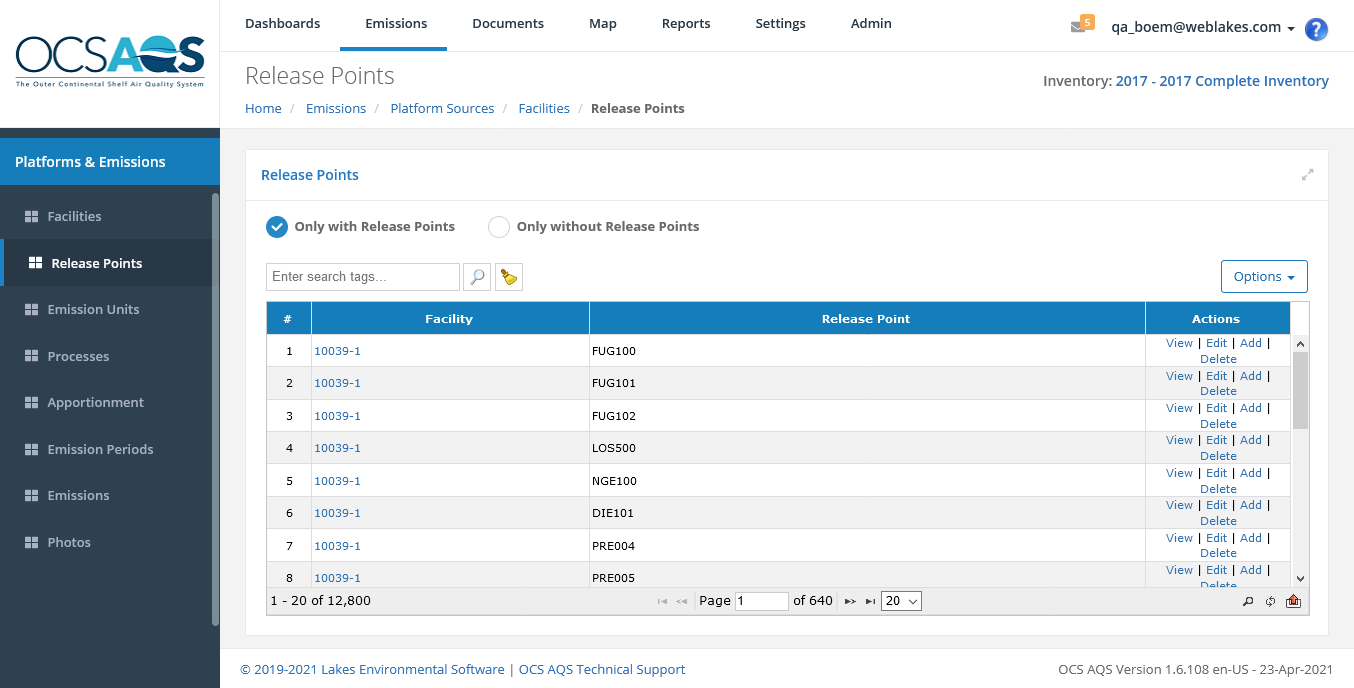 OCSAQS
The Outer Continental Shelf Air Quality System
Dashboards Emissions Documents Map Reports Settings Admin 5 qa_boem@weblakes.com ?
Release Points
Inventory: 2017 - 2017 Complete Inventory
Home / Emissions / Platform Sources / Facilities / Release Points
Platforms & Emissions
Facilities
Release Points
Emission Units
Processes
Apportionment
Emission Periods
Emissions
Photos
Release Points
Only with Release Points Only without Release Points
Enter search tags... Options
# Facility Release Point Actions
1 10039-1 FUG100 View | Edit | Add |
Delete
2 10039-1 FUG101 View | Edit | Add |
Delete
3 10039-1 FUG102 View | Edit | Add |
Delete
4 10039-1 LOS500 View | Edit | Add |
Delete
5 10039-1 NGE100 View | Edit | Add |
Delete
6 10039-1 DIE101 View | Edit | Add |
Delete
7 10039-1 PRE004 View | Edit | Add |
Delete
8 10039-1 PRE005 View | Edit | Add |
Delete
1 - 20 of 12,800 Page 1 of 640 20
© 2019-2021 Lakes Environmental Software | OCS AQS Technical Support OCS AQS Version 1.6.108 en-US - 23-Apr-2021